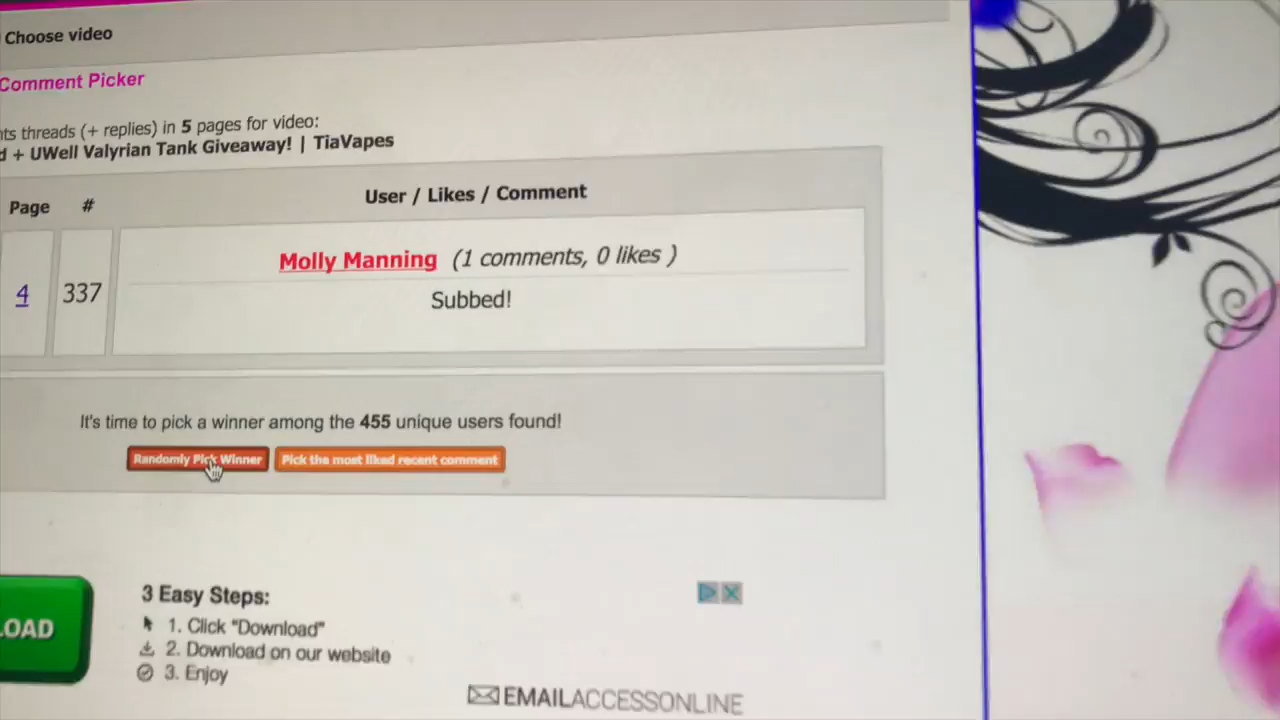 Choose video
Comment Picker
threads (+ replies) in 5 pages for video:
+ UWell Valyrian Tank Giveaway! | TiaVapes
Page # User / Likes / Comment
Molly Manning (1 comments, 0 likes )
4 337
Subbed!
It's time to pick a winner among the 455 unique users found!
Randomly Pick Winner Pick the most liked recent comment
3 Easy Steps:
1. Click "Download"
LOAD
2. Download on our website
3. Enjoy
EMAILACCESSONLINE